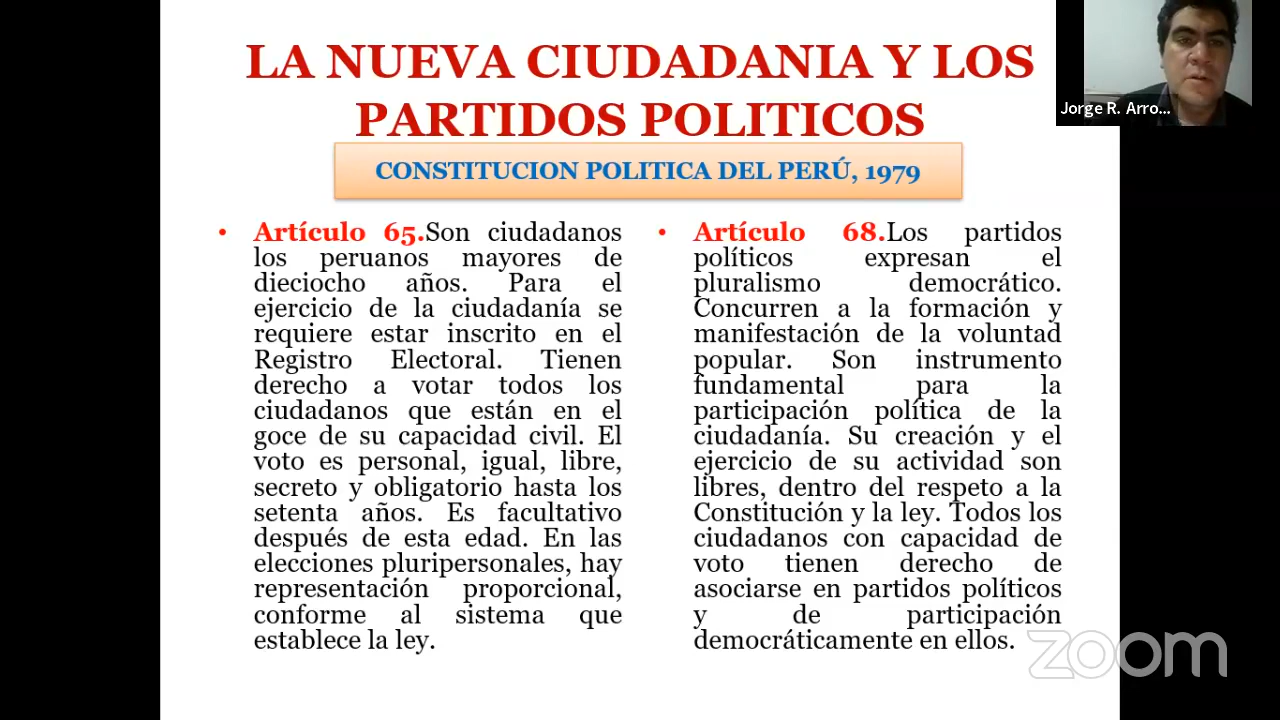 LA NUEVA CIUDADANIA Y LOS
PARTIDOS POLITICOS
CONSTITUCION POLITICA DEL PERÚ, 1979
• Artículo 65.Son ciudadanos
los peruanos mayores de
dieciocho años. Para el
ejercicio de la ciudadanía se
requiere estar inscrito en el
Registro Electoral. Tienen
derecho a votar todos los
ciudadanos que están en el
goce de su capacidad civil. El
voto es personal, igual, libre,
secreto y obligatorio hasta los
setenta años. Es facultativo
después de esta edad. En las
elecciones pluripersonales, hay
representación proporcional,
conforme al sistema que
establece la ley.
• Artículo 68.Los partidos
políticos expresan el
pluralismo democrático.
Concurren a la formación y
manifestación de la voluntad
popular. Son instrumento
fundamental para la
participación política de la
ciudadanía. Su creación y el
ejercicio de su actividad son
libres, dentro del respeto a la
Constitución y la ley. Todos los
ciudadanos con capacidad de
voto tienen derecho de
asociarse en partidos políticos
y de participación
democráticamente en ellos.
Jorge R. Arro...
zoom